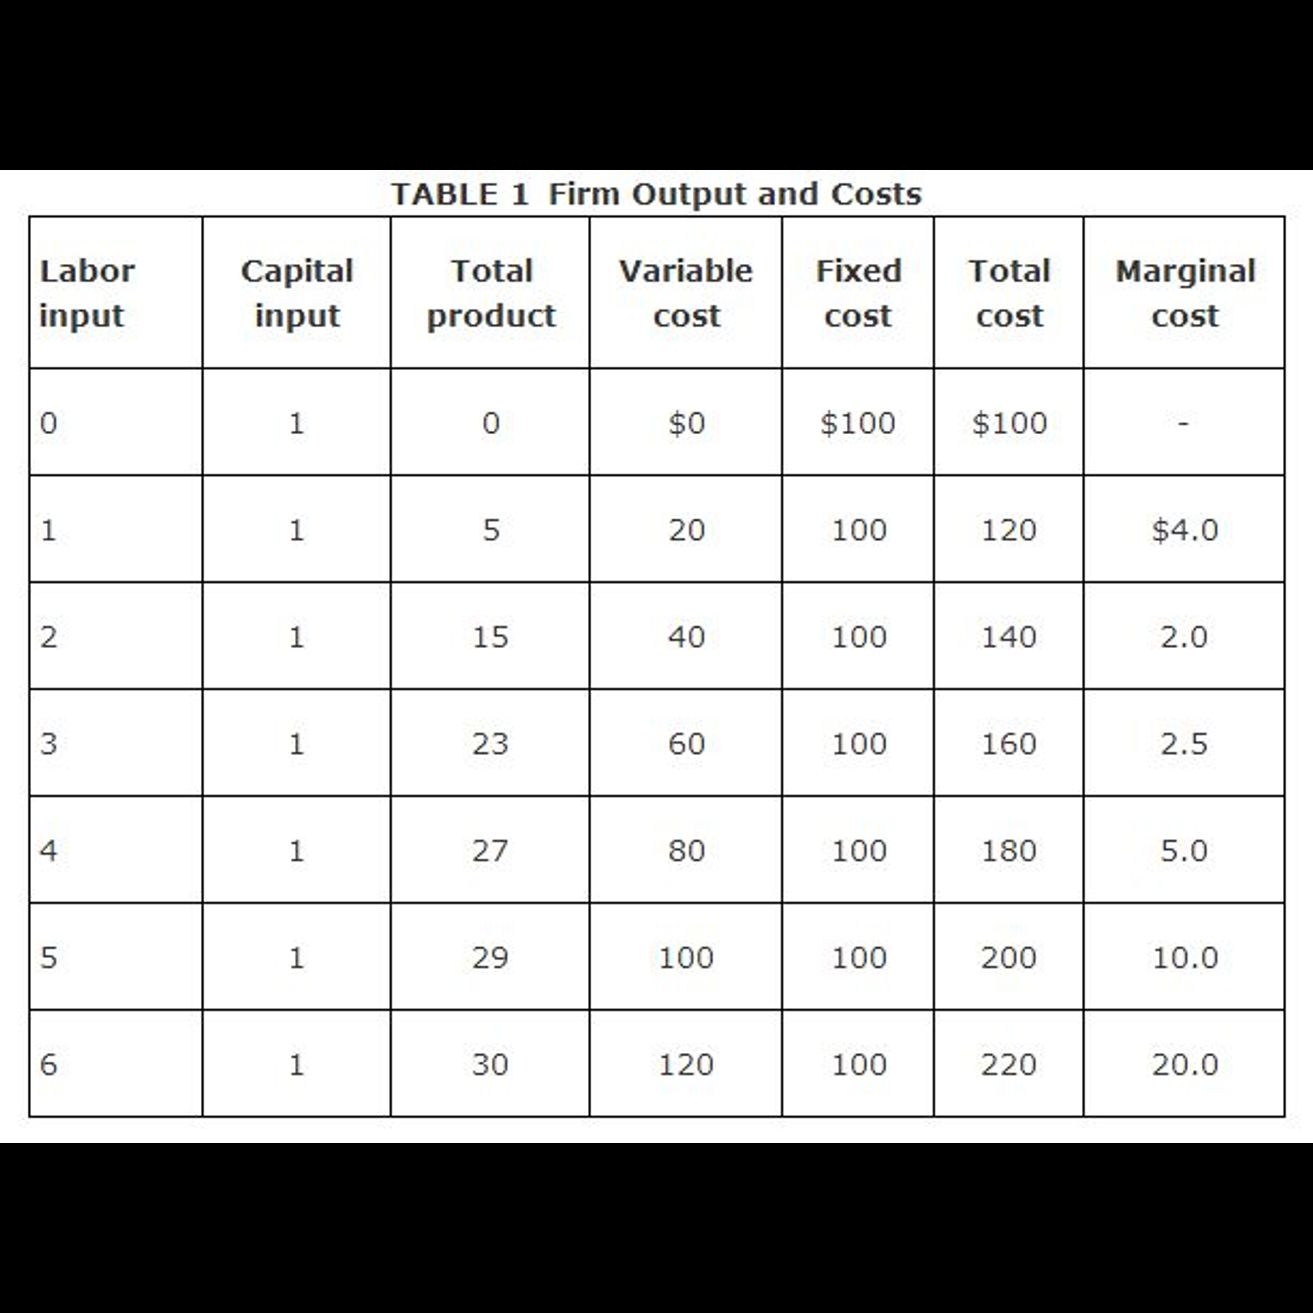 TABLE 1 Firm Output and Costs
Labor input Capital input Total product Variable cost Fixed cost Total cost Marginal cost
0 1 0 $0 $100 $100 -
1 1 5 20 100 120 $4.0
2 1 15 40 100 140 2.0
3 1 23 60 100 160 2.5
4 1 27 80 100 180 5.0
5 1 29 100 100 200 10.0
6 1 30 120 100 220 20.0